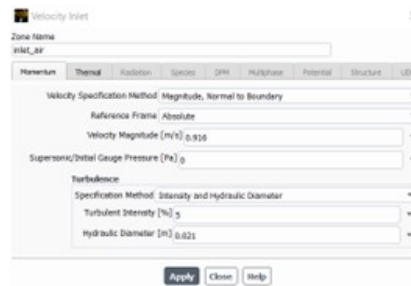 Velocity Inlet
Zone Name
inlet_air
Momentum Thermal Radiation Species DPM Multiphase Potential Structure UDS
Velocity Specification Method Magnitude, Normal to Boundary
Reference Frame Absolute
Velocity Magnitude [m/s] 0.916
Supersonic/Initial Gauge Pressure [Pa] 0
Turbulence
Specification Method Intensity and Hydraulic Diameter
Turbulent Intensity [%] 5
Hydraulic Diameter [m] 0.021
Apply Close Help